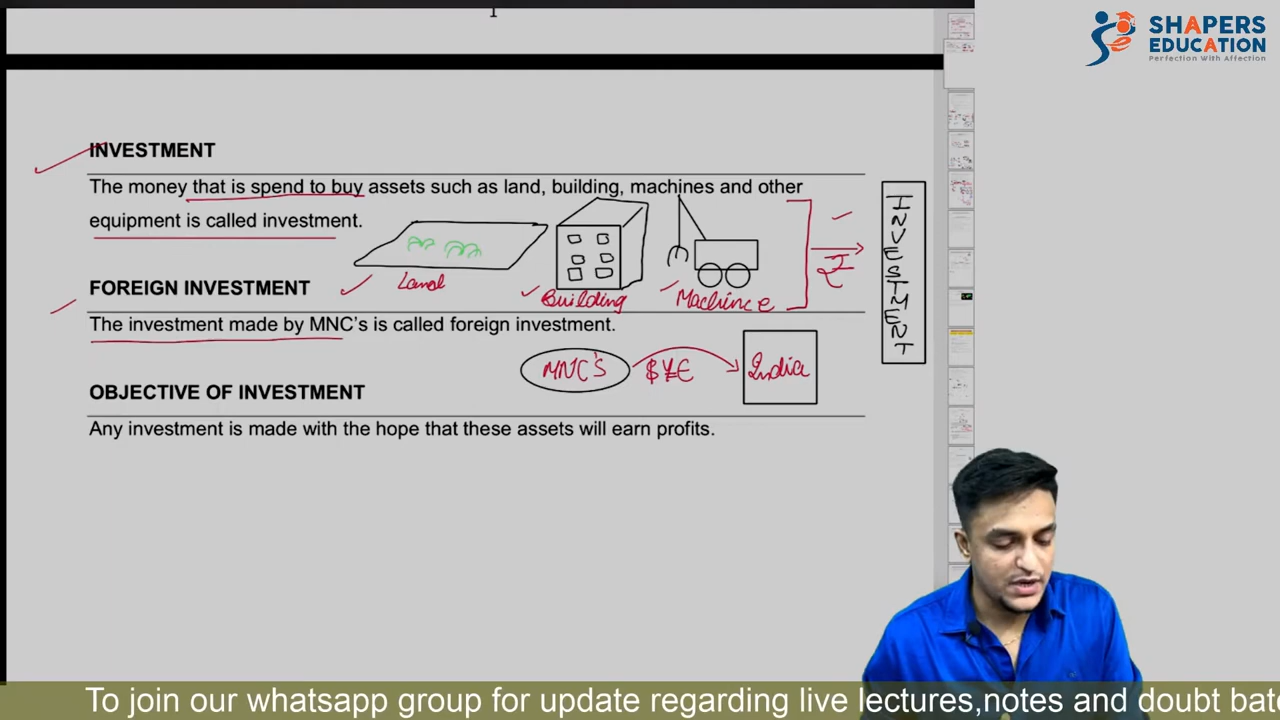 SHAPERS
EDUCATION
Perfection With Affection
INVESTMENT
The money that is spend to buy assets such as land, building, machines and other
equipment is called investment.
Land
Building
Machince
INVESTMENT
FOREIGN INVESTMENT
The investment made by MNC's is called foreign investment.
MNC'S
$ ¥ €
India
OBJECTIVE OF INVESTMENT
Any investment is made with the hope that these assets will earn profits.
To join our whatsapp group for update regarding live lectures,notes and doubt bat